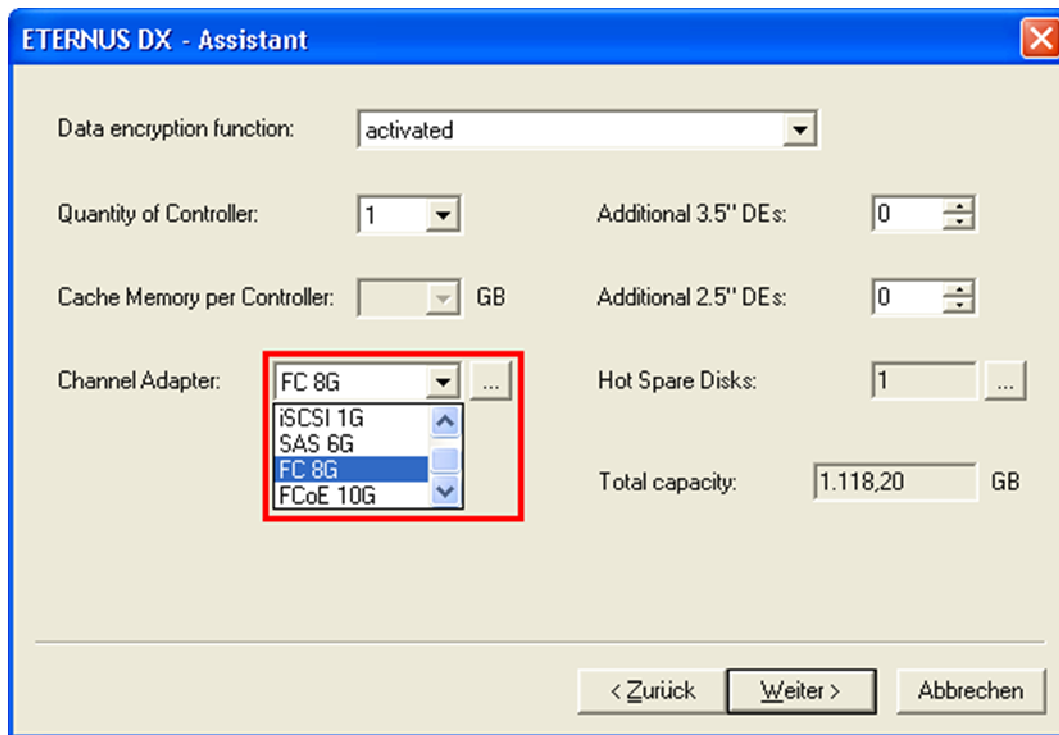 ETERNUS DX - Assistant
Data encryption function: activated
Quantity of Controller: 1 Additional 3.5" DEs: 0
Cache Memory per Controller: GB Additional 2.5" DEs: 0
Channel Adapter: FC 8G ... Hot Spare Disks: 1 ...
iSCSI 1G
SAS 6G
FC 8G
FCoE 10G
Total capacity: 1.118,20 GB
< Zurück Weiter > Abbrechen